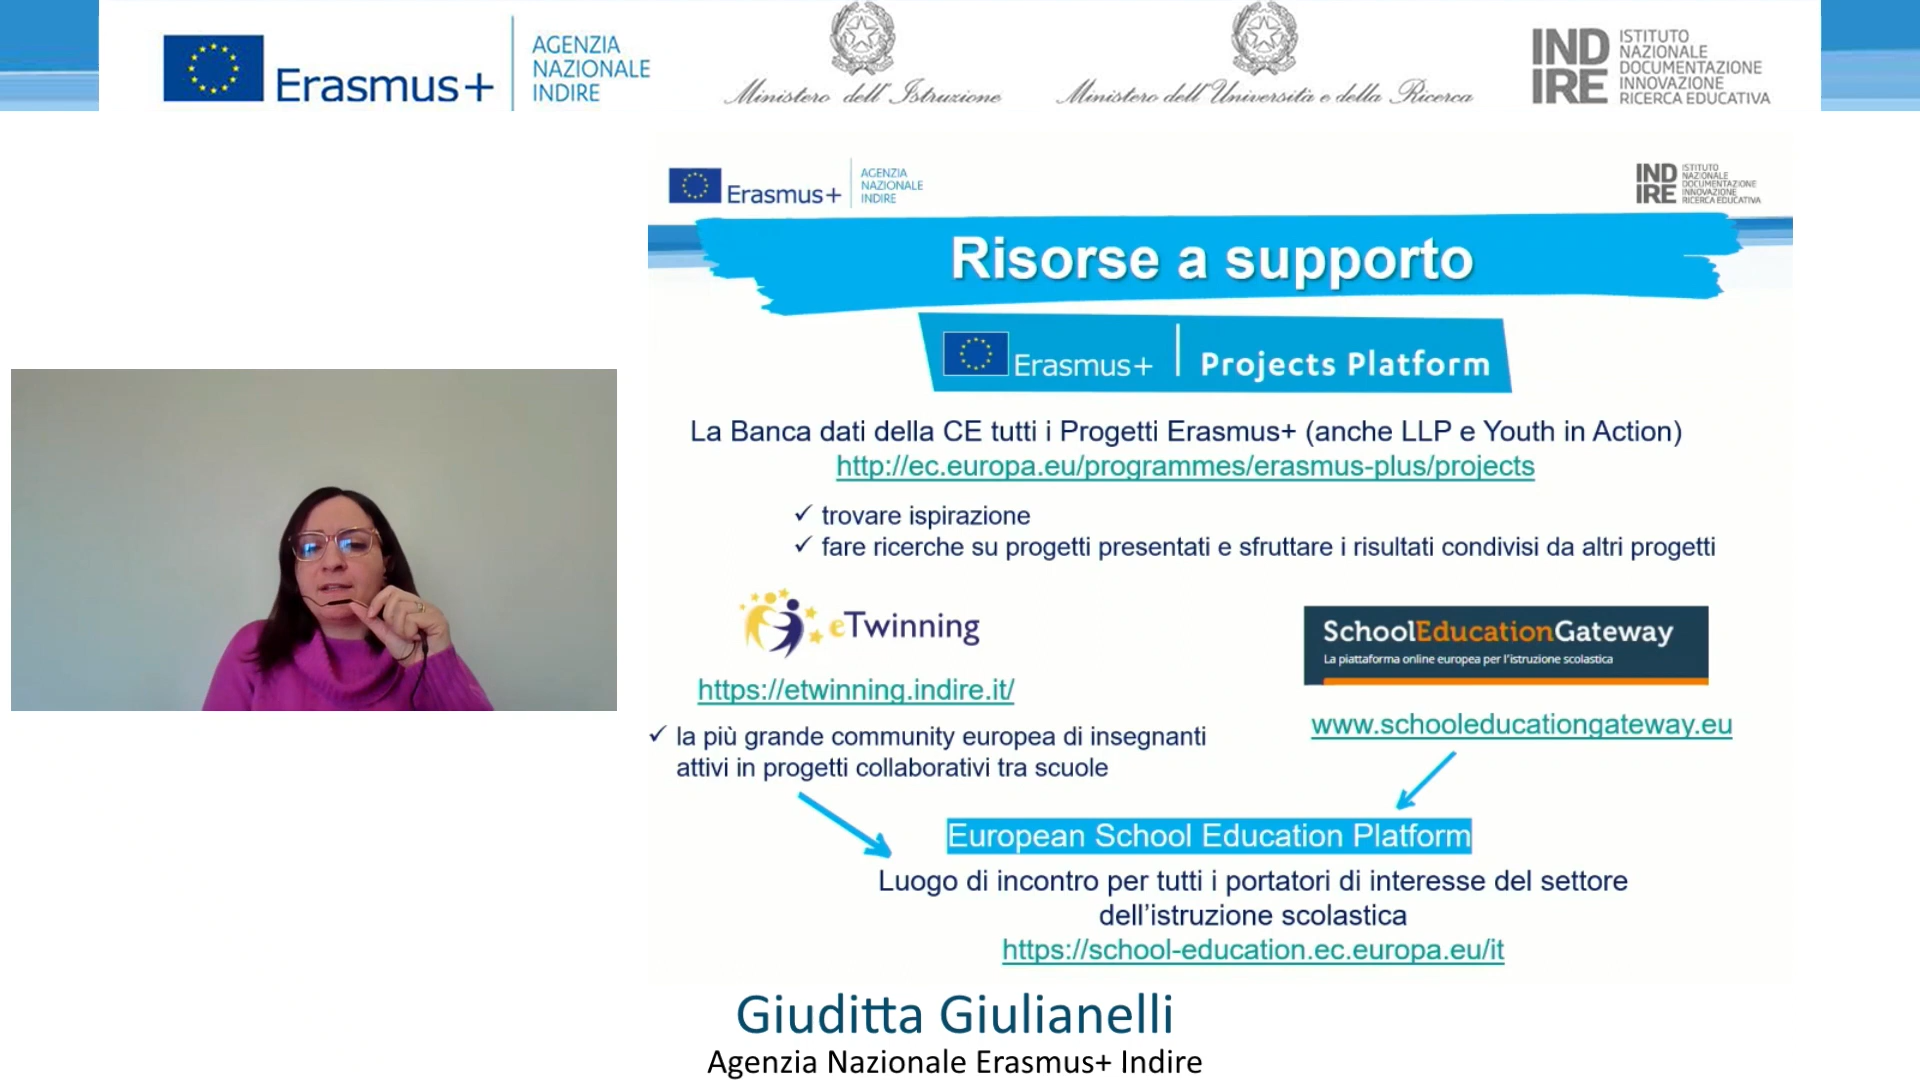 Erasmus+
AGENZIA
NAZIONALE
INDIRE
Ministero dell'Istruzione
Ministero dell'Università e della Ricerca
IND
IRE
ISTITUTO
NAZIONALE
DOCUMENTAZIONE
INNOVAZIONE
RICERCA EDUCATIVA
Erasmus+
AGENZIA
NAZIONALE
INDIRE
IND
IRE
ISTITUTO
NAZIONALE
DOCUMENTAZIONE
INNOVAZIONE
RICERCA EDUCATIVA
Risorse a supporto
Erasmus+ | Projects Platform
La Banca dati della CE tutti i Progetti Erasmus+ (anche LLP e Youth in Action)
http://ec.europa.eu/programmes/erasmus-plus/projects
✓ trovare ispirazione
✓ fare ricerche su progetti presentati e sfruttare i risultati condivisi da altri progetti
eTwinning
https://etwinning.indire.it/
✓ la più grande community europea di insegnanti
attivi in progetti collaborativi tra scuole
SchoolEducationGateway
La piattaforma online europea per l'istruzione scolastica
www.schooleducationgateway.eu
European School Education Platform
Luogo di incontro per tutti i portatori di interesse del settore
dell'istruzione scolastica
https://school-education.ec.europa.eu/it
Giuditta Giulianelli
Agenzia Nazionale Erasmus+ Indire